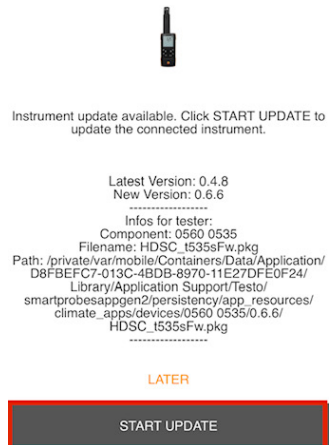 Instrument update available. Click START UPDATE to
update the connected instrument.
Latest Version: 0.4.8
New Version: 0.6.6
------------------
Infos for tester:
Component: 0560 0535
Filename: HDSC_t535sFw.pkg
Path: /private/var/mobile/Containers/Data/Application/
D8FBEFC7-013C-4BDB-8970-11E27DFE0F24/
Library/Application Support/Testo/
smartprobesappgen2/persistency/app_resources/
climate_apps/devices/0560 0535/0.6.6/
HDSC_t535sFw.pkg
------------------
LATER
START UPDATE